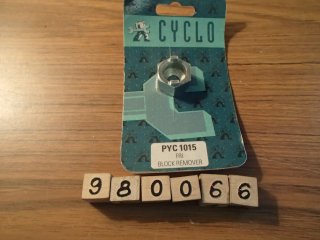 CYCLO
PYC 1015
BLOCK REMOVER
980066